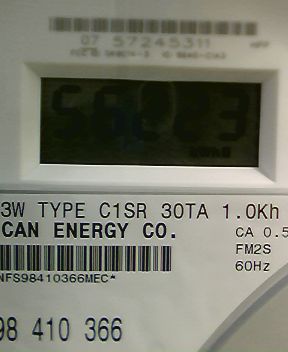 07 57245311
56223
3W TYPE C1SR 30TA 1.0Kh
CAN ENERGY CO.
CA 0.5
FM2S
60Hz
NFS98410366MEC*
98 410 366